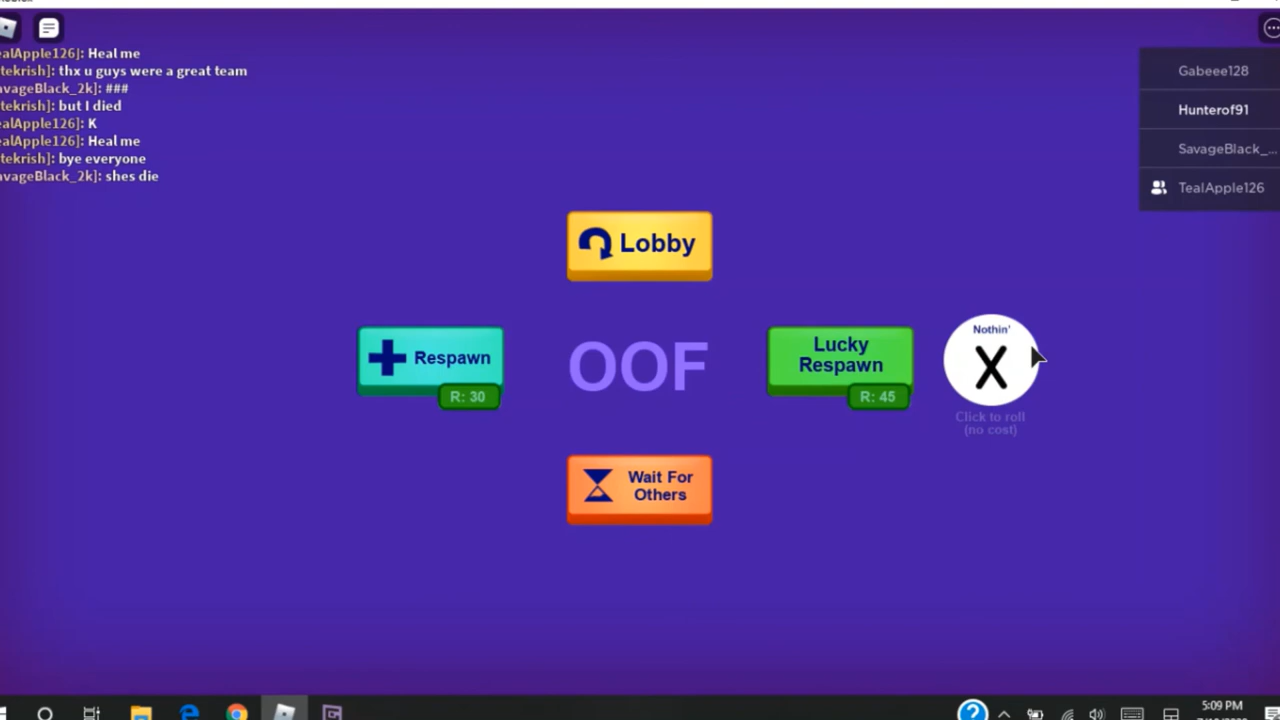 ealApple126]: Heal me
tekrish]: thx u guys were a great team
avageBlack_2k]: ###
tekrish]: but I died
ealApple126]: K
ealApple126]: Heal me
tekrish]: bye everyone
avageBlack_2k]: shes die
Gabeee128
Hunterof91
SavageBlack_...
TealApple126
Lobby
Respawn
R: 30
OOF
Lucky
Respawn
R: 45
Nothin'
X
Click to roll
(no cost)
Wait For
Others
5:09 PM